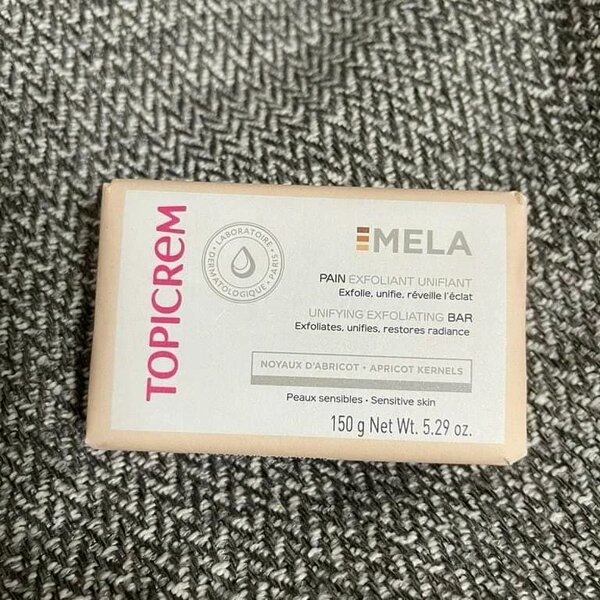 TOPICREM
LABORATOIRE • DERMATOLOGIQUE • PARIS •
MELA
PAIN EXFOLIANT UNIFIANT
Exfolie, unifie, réveille l'éclat
UNIFYING EXFOLIATING BAR
Exfoliates, unifies, restores radiance
NOYAUX D'ABRICOT • APRICOT KERNELS
Peaux sensibles • Sensitive skin
150 g Net Wt. 5.29 oz.